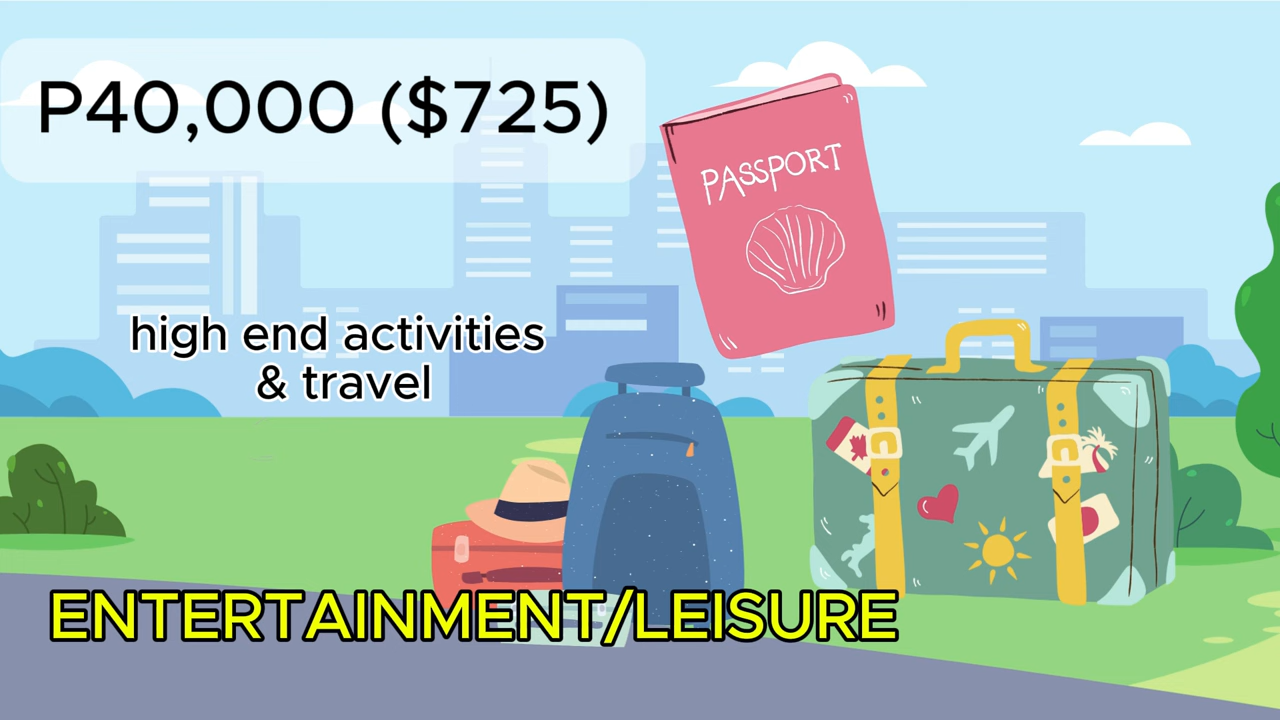 P40,000 ($725)
PASSPORT
high end activities
& travel
ENTERTAINMENT/LEISURE